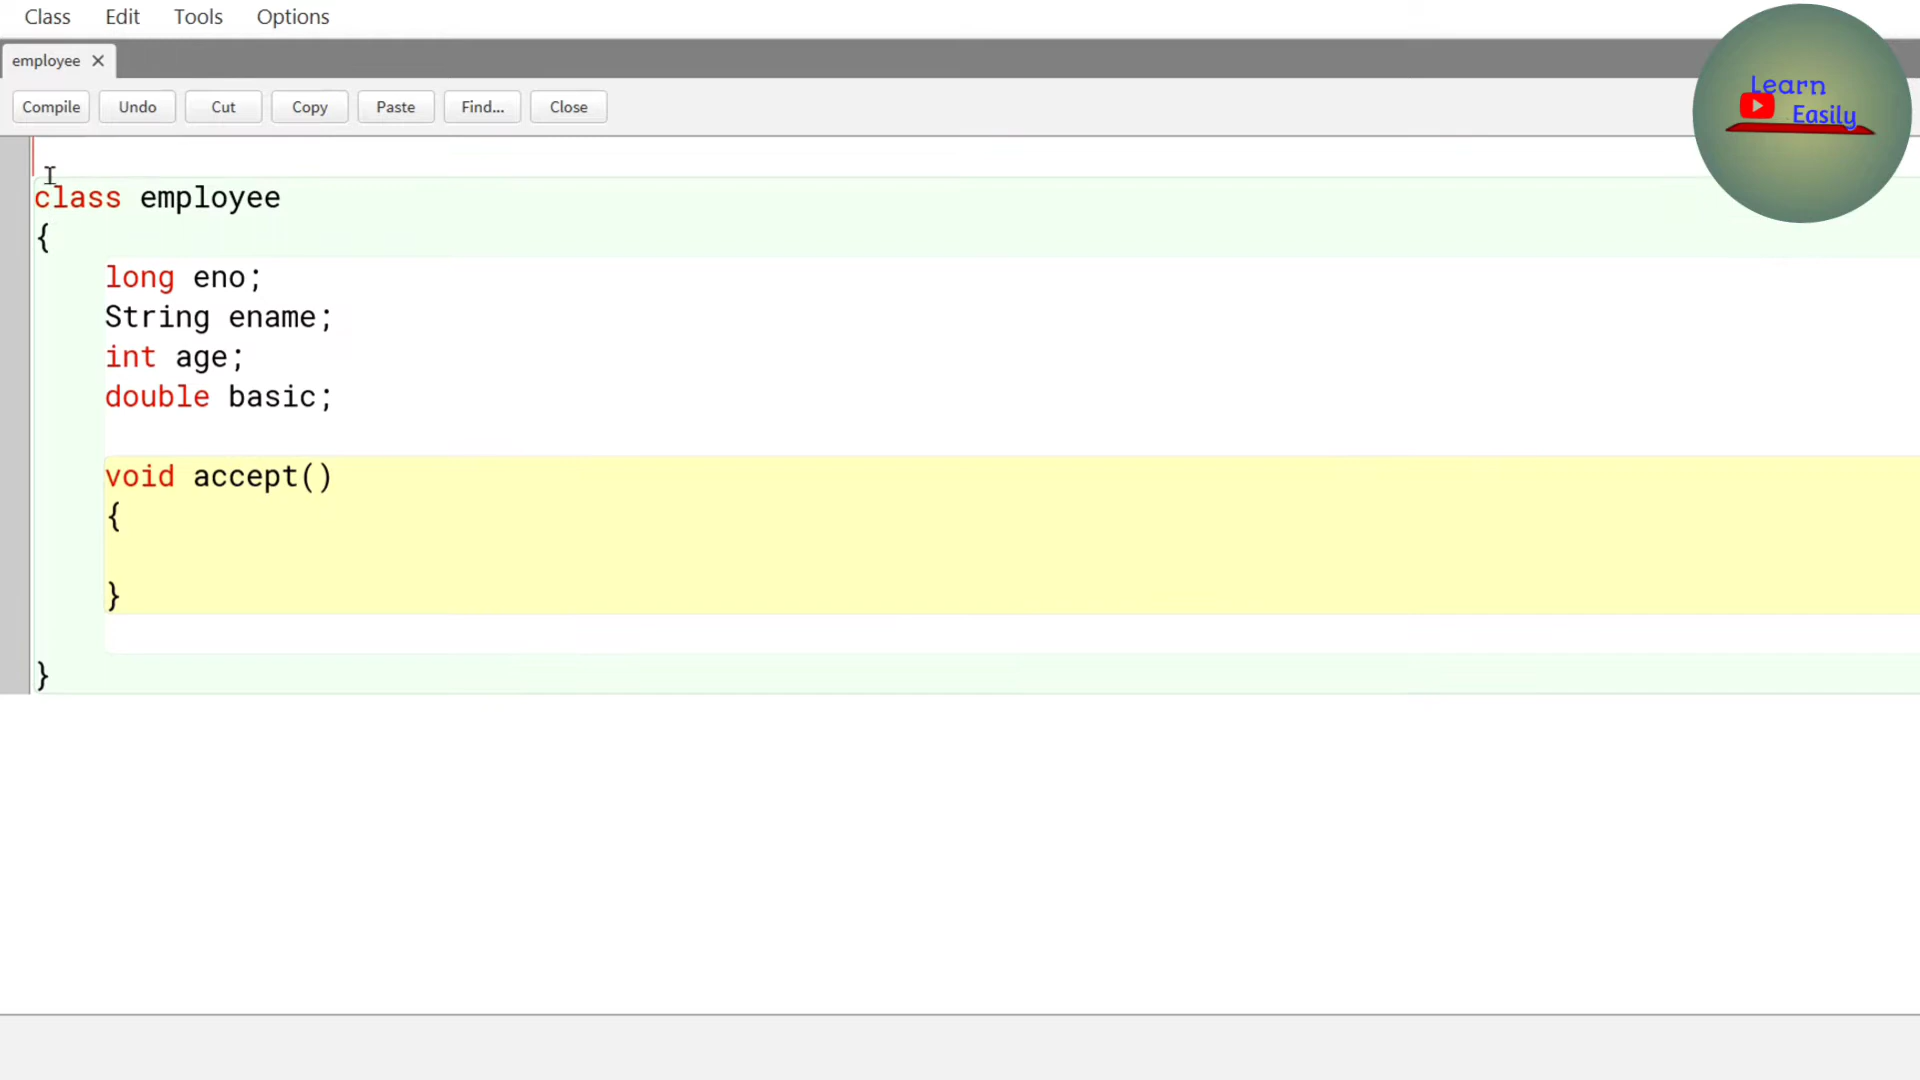 Class Edit Tools Options
employee
Compile Undo Cut Copy Paste Find... Close
Learn
Easily
class employee
{
long eno;
String ename;
int age;
double basic;
void accept()
{
}
}